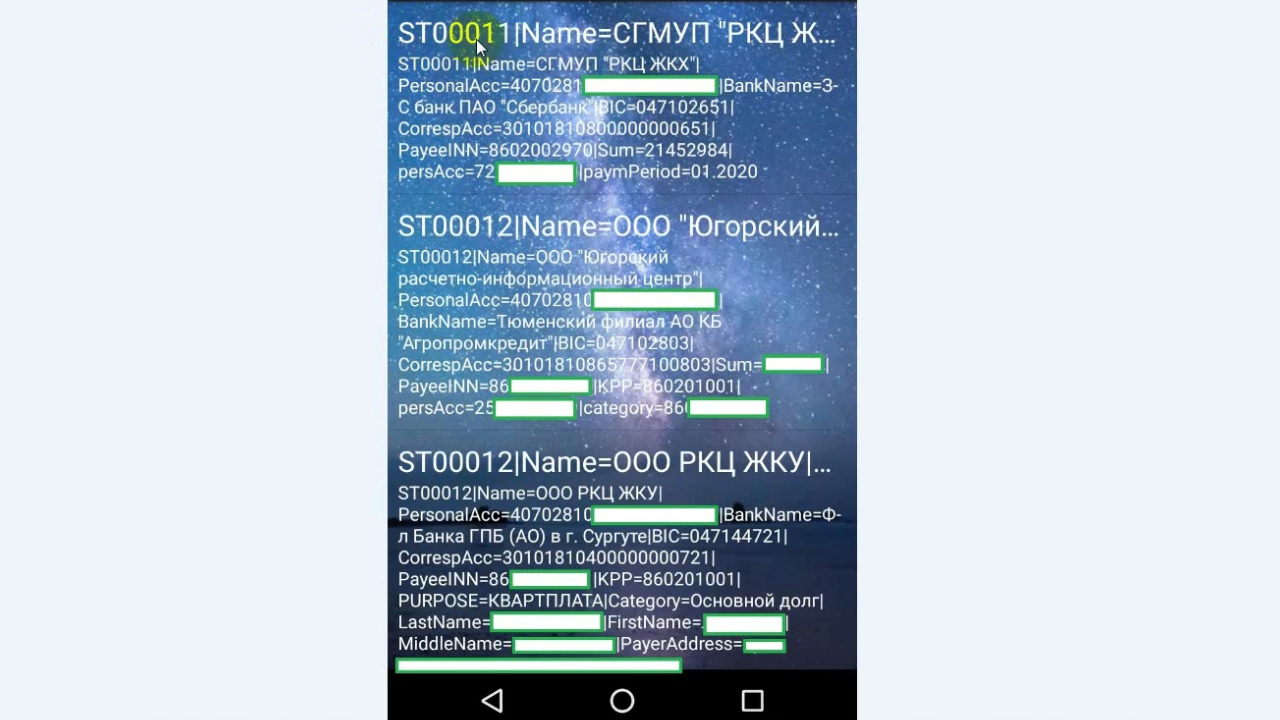 ST00011|Name=СГМУП "РКЦ Ж...
ST00011|Name=СГМУП "РКЦ ЖКХ"|
PersonalAcc=4070281 |BankName=З-
С банк ПАО "Сбербанк"|BIC=047102651|
CorrespAcc=30101810800000000651|
PayeeINN=8602002970|Sum=21452984|
persAcc=72 |paymPeriod=01.2020
ST00012|Name=ООО "Югорский...
ST00012|Name=ООО "Югорский
расчетно-информационный центр"|
PersonalAcc=40702810 |
BankName=Тюменский филиал АО КБ
"Агропромкредит"|BIC=047102803|
CorrespAcc=30101810865777100803|Sum= |
PayeeINN=86 |KPP=860201001|
persAcc=25 |category=860
ST00012|Name=ООО РКЦ ЖКУ|...
ST00012|Name=ООО РКЦ ЖКУ|
PersonalAcc=40702810 |BankName=Ф-
л Банка ГПБ (АО) в г. Сургуте|BIC=047144721|
CorrespAcc=30101810400000000721|
PayeeINN=86 |KPP=860201001|
PURPOSE=КВАРТПЛАТА|Category=Основной долг|
LastName= |FirstName= |
MiddleName= |PayerAddress=